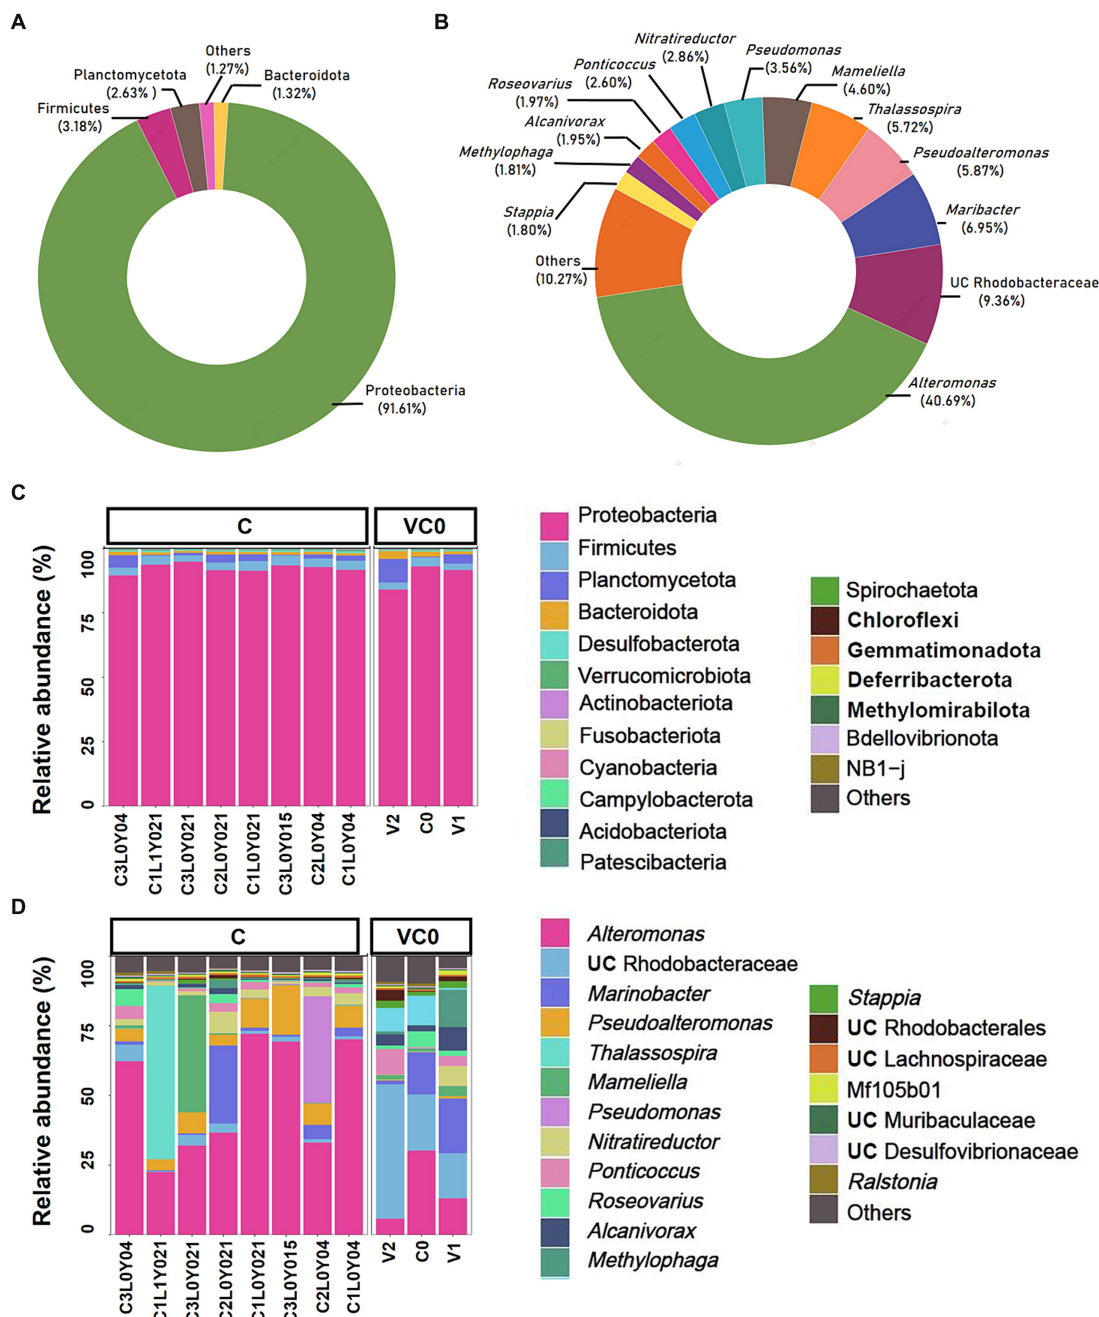 A
Others
(1.27%)
Planctomycetota
(2.63% )
Bacteroidota
(1.32%)
Firmicutes
(3.18%)
Proteobacteria
(91.61%)
B
Nitratireductor
(2.86%)
Pseudomonas
(3.56%)
Ponticoccus
(2.60%)
Mameliella
(4.60%)
Roseovarius
(1.97%)
Thalassospira
(5.72%)
Alcanivorax
(1.95%)
Pseudoalteromonas
(5.87%)
Methylophaga
(1.81%)
Maribacter
(6.95%)
Stappia
(1.80%)
Others
(10.27%)
UC Rhodobacteraceae
(9.36%)
Alteromonas
(40.69%)
C
C
VC0
Relative abundance (%)
100
75
50
25
0
C3L0Y04
C1L1Y021
C3L0Y021
C2L0Y021
C1L0Y021
C3L0Y015
C2L0Y04
C1L0Y04
V2
C0
V1
Proteobacteria
Firmicutes
Planctomycetota
Bacteroidota
Desulfobacterota
Verrucomicrobiota
Actinobacteriota
Fusobacteriota
Cyanobacteria
Campylobacterota
Acidobacteriota
Patescibacteria
Spirochaetota
Chloroflexi
Gemmatimonadota
Deferribacterota
Methylomirabilota
Bdellovibrionota
NB1−j
Others
D
C
VC0
Relative abundance (%)
100
75
50
25
0
C3L0Y04
C1L1Y021
C3L0Y021
C2L0Y021
C1L0Y021
C3L0Y015
C2L0Y04
C1L0Y04
V2
C0
V1
Alteromonas
UC Rhodobacteraceae
Marinobacter
Pseudoalteromonas
Thalassospira
Mameliella
Pseudomonas
Nitratireductor
Ponticoccus
Roseovarius
Alcanivorax
Methylophaga
Stappia
UC Rhodobacterales
UC Lachnospiraceae
Mf105b01
UC Muribaculaceae
UC Desulfovibrionaceae
Ralstonia
Others